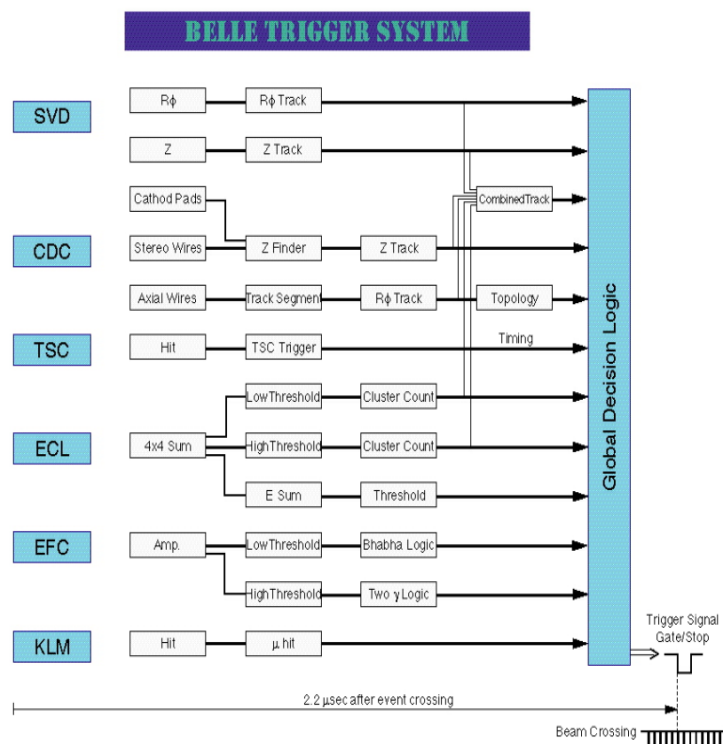 BELLE TRIGGER SYSTEM
SVD
Rϕ
Rϕ Track
Z
Z Track
Cathod Pads
CombinedTrack
CDC
Stereo Wires
Z Finder
Z Track
Axial Wires
Track Segment
Rϕ Track
Topology
TSC
Hit
TSC Trigger
Timing
LowThreshold
Cluster Count
ECL
4x4 Sum
HighThreshold
Cluster Count
E Sum
Threshold
EFC
Amp.
LowThreshold
Bhabha Logic
HighThreshold
Two γ Logic
KLM
Hit
μ hit
Global Decision Logic
Trigger Signal
Gate/Stop
2.2 μsec after event crossing
Beam Crossing